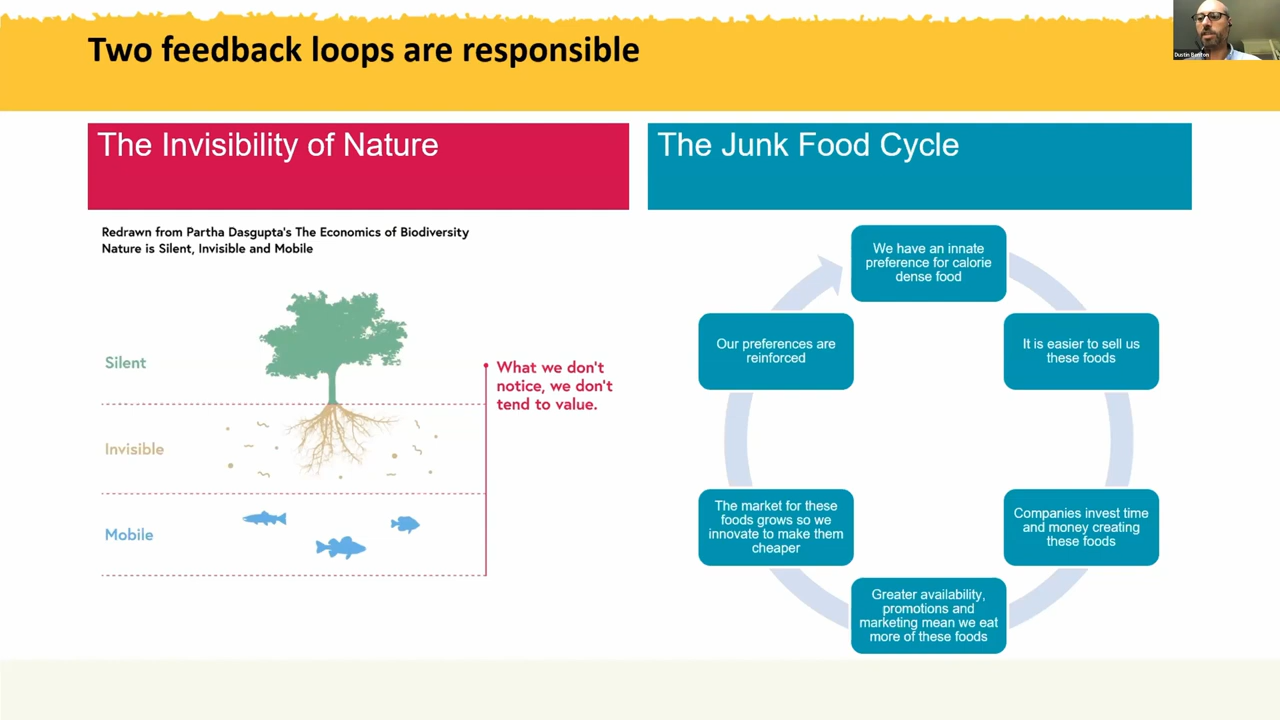 Two feedback loops are responsible
Dustin Benton
The Invisibility of Nature
Redrawn from Partha Dasgupta's The Economics of Biodiversity
Nature is Silent, Invisible and Mobile
Silent
Invisible
Mobile
What we don't
notice, we don't
tend to value.
The Junk Food Cycle
We have an innate
preference for calorie
dense food
It is easier to sell us
these foods
Companies invest time
and money creating
these foods
Greater availability,
promotions and
marketing mean we eat
more of these foods
The market for these
foods grows so we
innovate to make them
cheaper
Our preferences are
reinforced